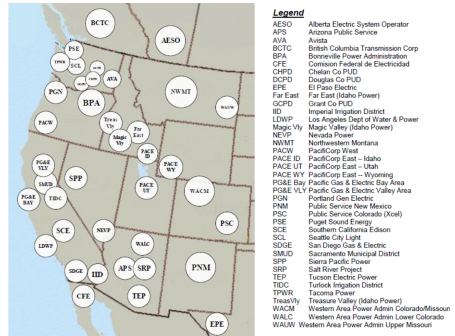 BCTC
AESO
PSE
TPWR
SCL
AVA
NWMT
PGN
BPA
WAUW
PACW
Treas
Vly
Magic
Vly
Far
East
PACE
ID
PACE
WY
PG&E
VLY
SPP
PACE
UT
WACM
SMUD
PG&E
BAY
TIDC
PSC
SCE
NEVP
LDWP
WALC
SDGE
IID
APS
SRP
PNM
CFE
TEP
EPE
Legend
AESO Alberta Electric System Operator
APS Arizona Public Service
AVA Avista
BCTC British Columbia Transmission Corp
BPA Bonneville Power Administration
CFE Comision Federal de Electricidad
CHPD Chelan Co PUD
DCPD Douglas Co PUD
EPE El Paso Electric
Far East Far East (Idaho Power)
GCPD Grant Co PUD
IID Imperial Irrigation District
LDWP Los Angeles Dept of Water & Power
Magic Vly Magic Valley (Idaho Power)
NEVP Nevada Power
NWMT Northwestern Montana
PACW PacifiCorp West
PACE ID PacifiCorp East – Idaho
PACE UT PacifiCorp East – Utah
PACE WY PacifiCorp East -- Wyoming
PG&E Bay Pacific Gas & Electric Bay Area
PG&E VLY Pacific Gas & Electric Valley Area
PGN Portland Gen Electric
PNM Public Service New Mexico
PSC Public Service Colorado (Xcel)
PSE Puget Sound Energy
SCE Southern California Edison
SCL Seattle City Light
SDGE San Diego Gas & Electric
SMUD Sacramento Municipal District
SPP Sierra Pacific Power
SRP Salt River Project
TEP Tucson Electric Power
TIDC Turlock Irrigation District
TPWR Tacoma Power
TreasVly Treasure Valley (Idaho Power)
WACM Western Area Power Admin Colorado/Missouri
WALC Western Area Power Admin Lower Colorado
WAUW Western Area Power Admin Upper Missouri